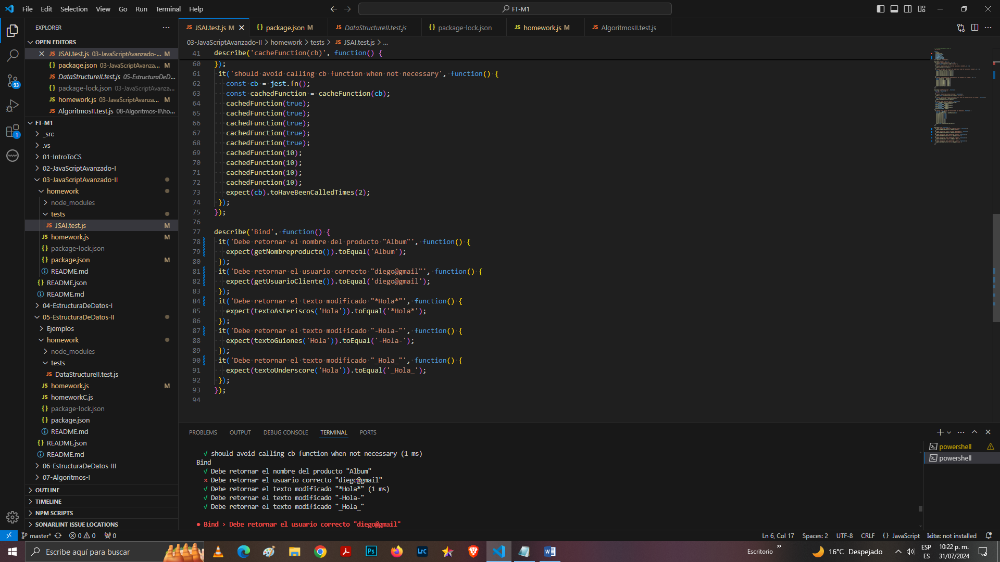 File Edit Selection View Go Run Terminal Help
FT-M1
EXPLORER
OPEN EDITORS
JSAI.test.js 03-JavaScriptAvanzado-... M
package.json 03-JavaScriptAvanza... M
DataStructureII.test.js 05-EstructuraDeD...
package-lock.json 03-JavaScriptAvanza...
homework.js 03-JavaScriptAvanza... M
AlgoritmosII.test.js 08-Algoritmos-II\ho...
FT-M1
_src
.vs
01-IntroToCS
02-JavaScriptAvanzado-I
03-JavaScriptAvanzado-II
homework
node_modules
tests
JS JSAI.test.js M
JS homework.js M
{} package-lock.json
{} package.json M
README.md
{} README.json
README.md
04-EstructuraDeDatos-I
05-EstructuraDeDatos-II
Ejemplos
homework
node_modules
tests
JS DataStructureII.test.js
JS homework.js M
JS homeworkC.js
{} package-lock.json
{} package.json
README.md
{} README.json
README.md
06-EstructuraDeDatos-III
07-Algoritmos-I
OUTLINE
TIMELINE
NPM SCRIPTS
SONARLINT ISSUE LOCATIONS
93
1
JS JSAI.test.js M {} package.json M JS DataStructureII.test.js {} package-lock.json JS homework.js M JS AlgoritmosII.test.js
03-JavaScriptAvanzado-II > homework > tests > JS JSAI.test.js > ...
41 describe('cacheFunction(cb)', function() {
60 });
61 it('should avoid calling cb function when not necessary', function() {
62 const cb = jest.fn();
63 const cachedFunction = cacheFunction(cb);
64 cachedFunction(true);
65 cachedFunction(true);
66 cachedFunction(true);
67 cachedFunction(true);
68 cachedFunction(true);
69 cachedFunction(10);
70 cachedFunction(10);
71 cachedFunction(10);
72 cachedFunction(10);
73 expect(cb).toHaveBeenCalledTimes(2);
74 });
75 });
76
77 describe('Bind', function() {
78 it('Debe retornar el nombre del producto "Album"', function() {
79 expect(getNombreproducto()).toEqual('Album');
80 });
81 it('Debe retornar el usuario correcto "diego@gmail"', function() {
82 expect(getUsuarioCliente()).toEqual('diego@gmail');
83 });
84 it('Debe retornar el texto modificado "*Hola*"', function() {
85 expect(textoAsteriscos('Hola')).toEqual('*Hola*');
86 });
87 it('Debe retornar el texto modificado "-Hola-"', function() {
88 expect(textoGuiones('Hola')).toEqual('-Hola-');
89 });
90 it('Debe retornar el texto modificado "_Hola_"', function() {
91 expect(textoUnderscore('Hola')).toEqual('_Hola_');
92 });
93 });
94
PROBLEMS OUTPUT DEBUG CONSOLE TERMINAL PORTS
√ should avoid calling cb function when not necessary (1 ms)
Bind
√ Debe retornar el nombre del producto "Album"
× Debe retornar el usuario correcto "diego@gmail"
√ Debe retornar el texto modificado "*Hola*" (1 ms)
√ Debe retornar el texto modificado "-Hola-"
√ Debe retornar el texto modificado "_Hola_"
● Bind › Debe retornar el usuario correcto "diego@gmail"
powershell
powershell
master* 0 0 0
Ln 6, Col 17 Spaces: 2 UTF-8 CRLF {} JavaScript kite: not installed
Escribe aquí para buscar
Ps
Lrc
Escritorio
16°C Despejado
ESP
ES
10:22 p. m.
31/07/2024